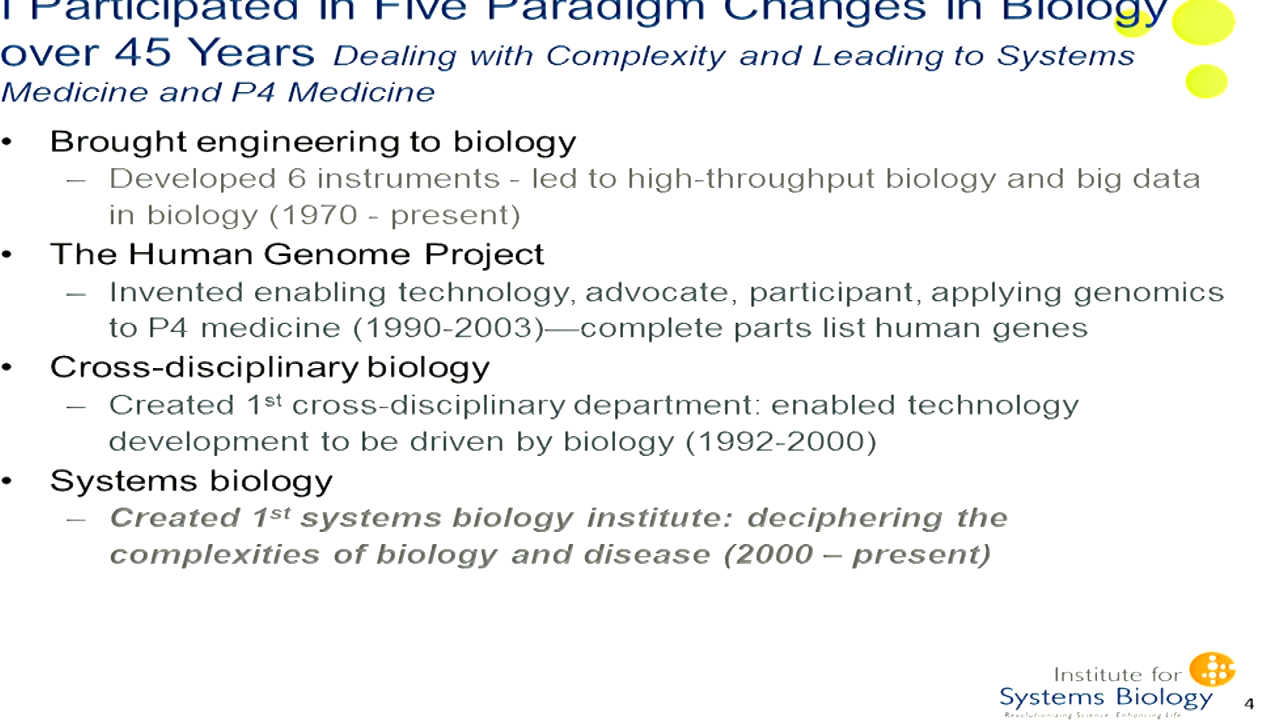 I Participated in Five Paradigm Changes in Biology
over 45 Years Dealing with Complexity and Leading to Systems
Medicine and P4 Medicine
• Brought engineering to biology
– Developed 6 instruments - led to high-throughput biology and big data
in biology (1970 - present)
• The Human Genome Project
– Invented enabling technology, advocate, participant, applying genomics
to P4 medicine (1990-2003)—complete parts list human genes
• Cross-disciplinary biology
– Created 1st cross-disciplinary department: enabled technology
development to be driven by biology (1992-2000)
• Systems biology
– Created 1st systems biology institute: deciphering the
complexities of biology and disease (2000 – present)
Institute for
Systems Biology
Revolutionizing Science. Enhancing Life.
4